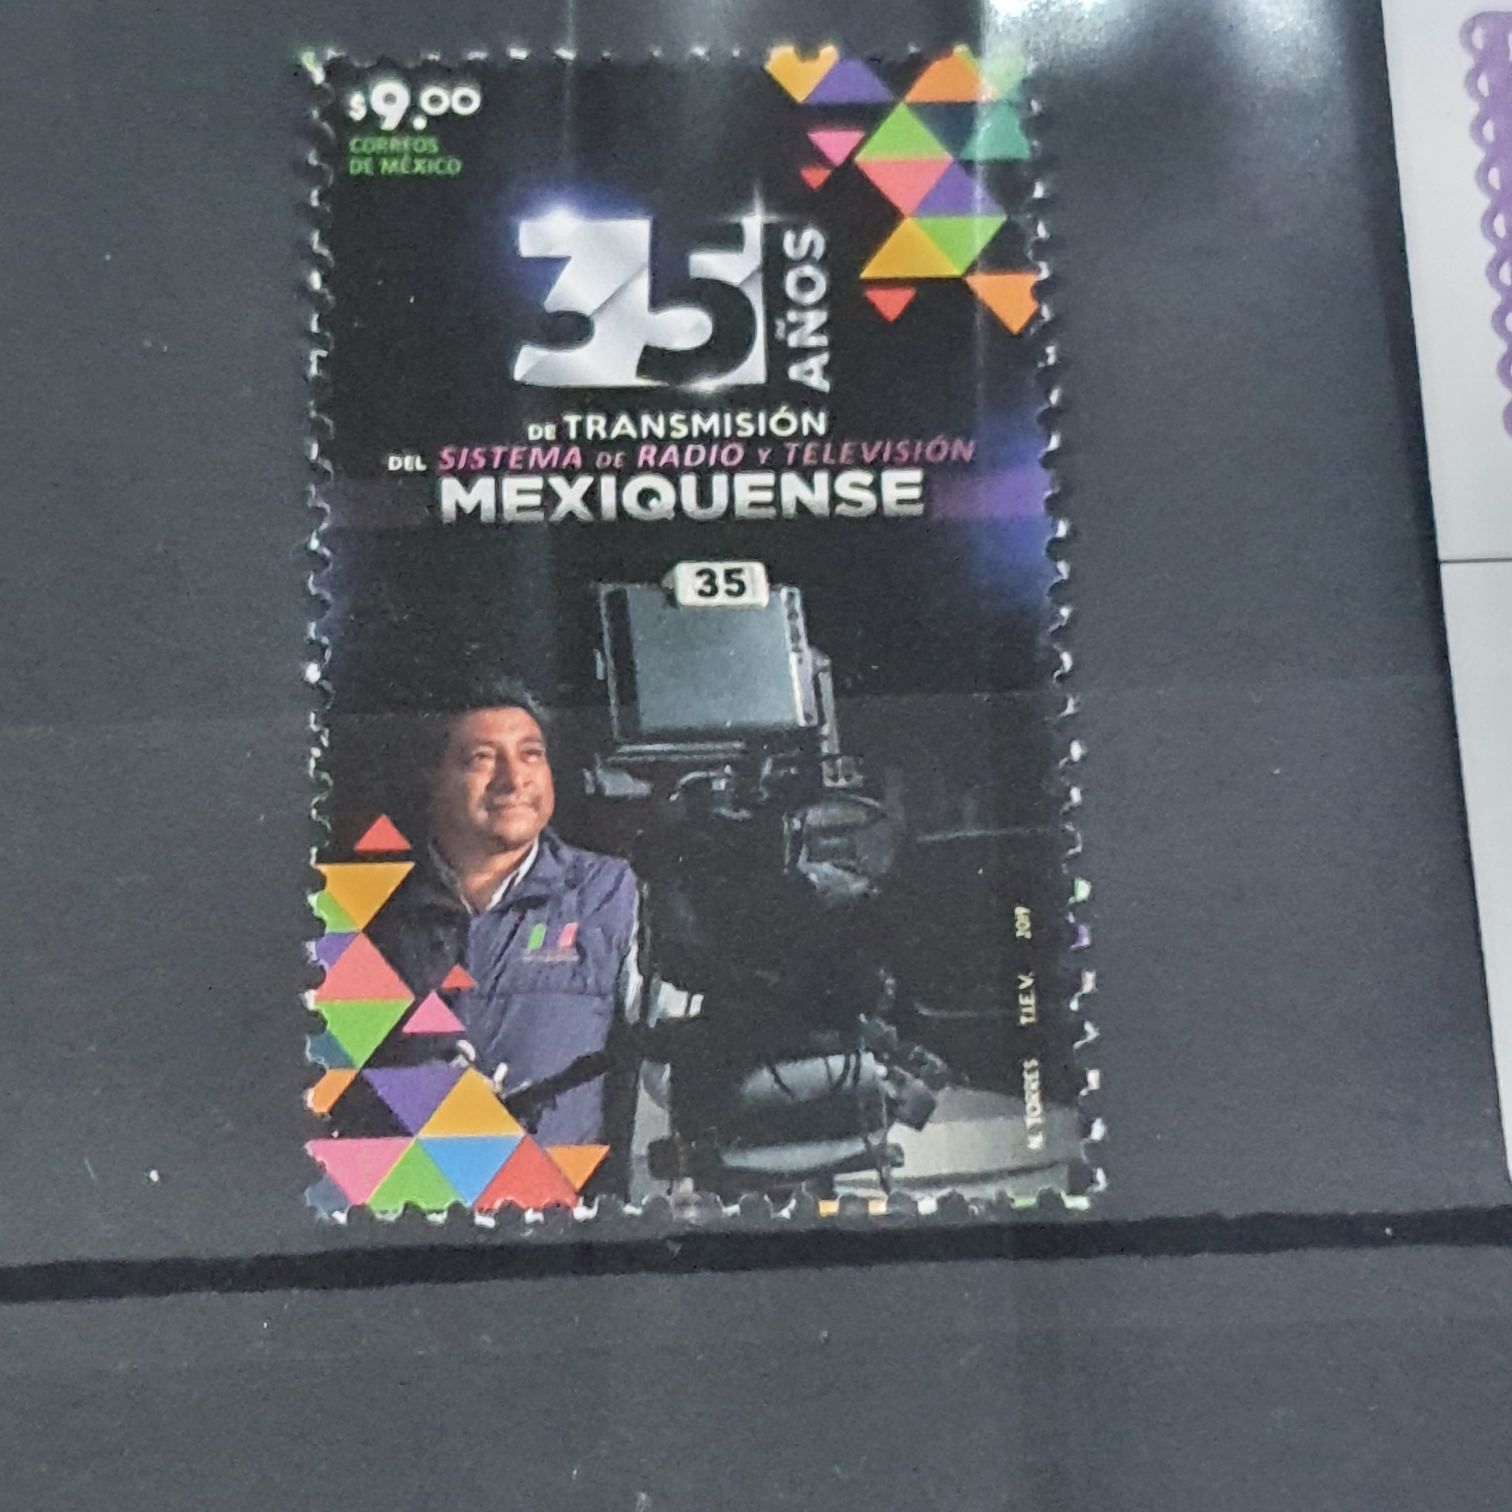 $9.00
CORREOS
DE MÉXICO
35 AÑOS
DE TRANSMISIÓN
DEL SISTEMA DE RADIO Y TELEVISIÓN
MEXIQUENSE
35
TORRES T.I.E.V. 2019